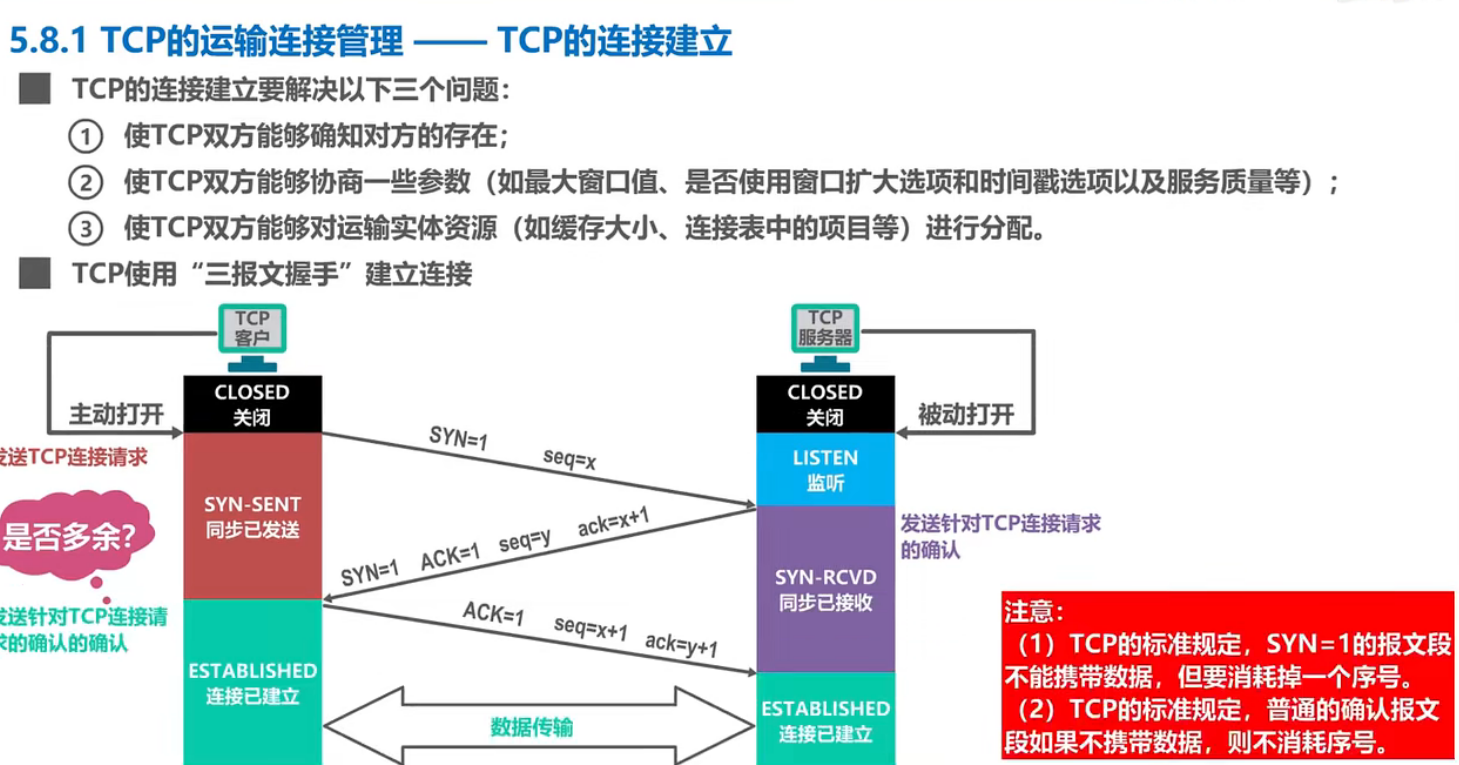 5.8.1 TCP的运输连接管理 —— TCP的连接建立
TCP的连接建立要解决以下三个问题：
① 使TCP双方能够确知对方的存在；
② 使TCP双方能够协商一些参数（如最大窗口值、是否使用窗口扩大选项和时间戳选项以及服务质量等）；
③ 使TCP双方能够对运输实体资源（如缓存大小、连接表中的项目等）进行分配。
TCP使用“三报文握手”建立连接
TCP
客户
TCP
服务器
CLOSED
关闭
CLOSED
关闭
主动打开
被动打开
发送TCP连接请求
SYN=1 seq=x
LISTEN
监听
SYN-SENT
同步已发送
是否多余?
SYN=1 ACK=1 seq=y ack=x+1
发送针对TCP连接请求
的确认
SYN-RCVD
同步已接收
发送针对TCP连接请
求的确认的确认
ACK=1 seq=x+1 ack=y+1
ESTABLISHED
连接已建立
数据传输
ESTABLISHED
连接已建立
注意：
（1）TCP的标准规定，SYN=1的报文段
不能携带数据，但要消耗掉一个序号。
（2）TCP的标准规定，普通的确认报文
段如果不携带数据，则不消耗序号。